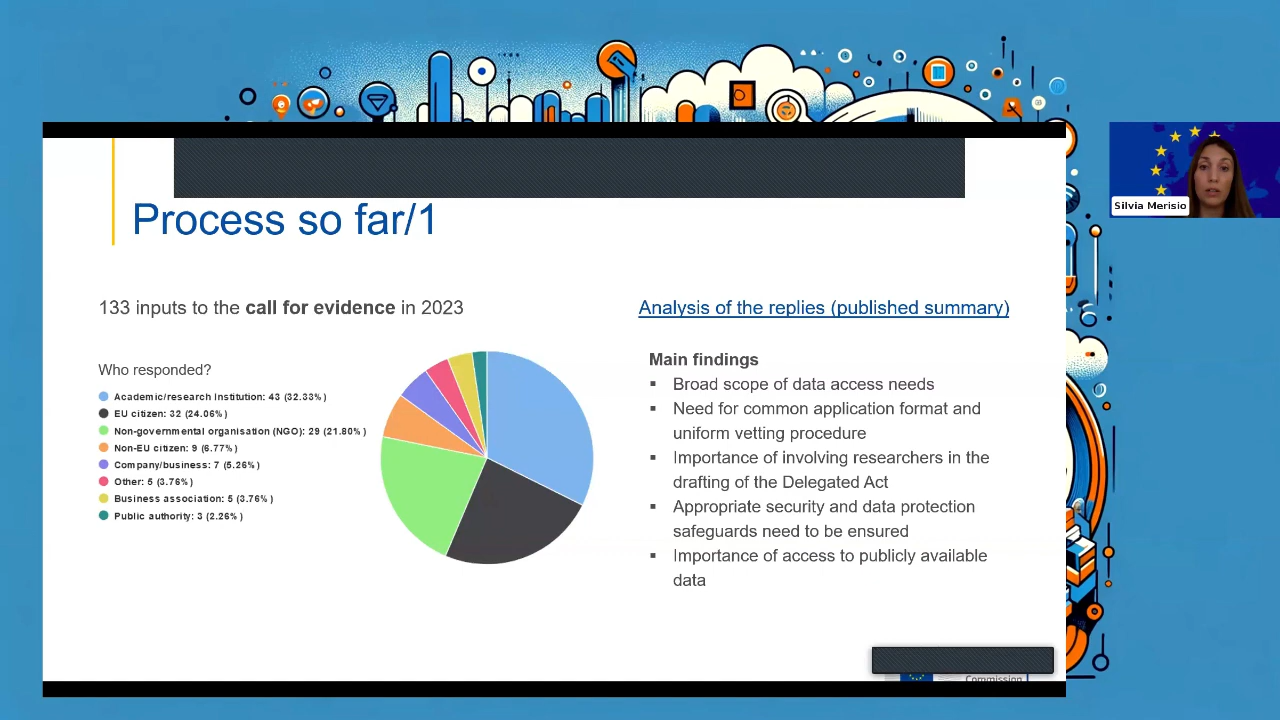 Process so far/1
133 inputs to the call for evidence in 2023
Who responded?
Academic/research Institution: 43 (32.33%)
EU citizen: 32 (24.06%)
Non-governmental organisation (NGO): 29 (21.80%)
Non-EU citizen: 9 (6.77%)
Company/business: 7 (5.26%)
Other: 5 (3.76%)
Business association: 5 (3.76%)
Public authority: 3 (2.26%)
Analysis of the replies (published summary)
Main findings
▪ Broad scope of data access needs
▪ Need for common application format and
uniform vetting procedure
▪ Importance of involving researchers in the
drafting of the Delegated Act
▪ Appropriate security and data protection
safeguards need to be ensured
▪ Importance of access to publicly available
data
Commission
Silvia Merisio